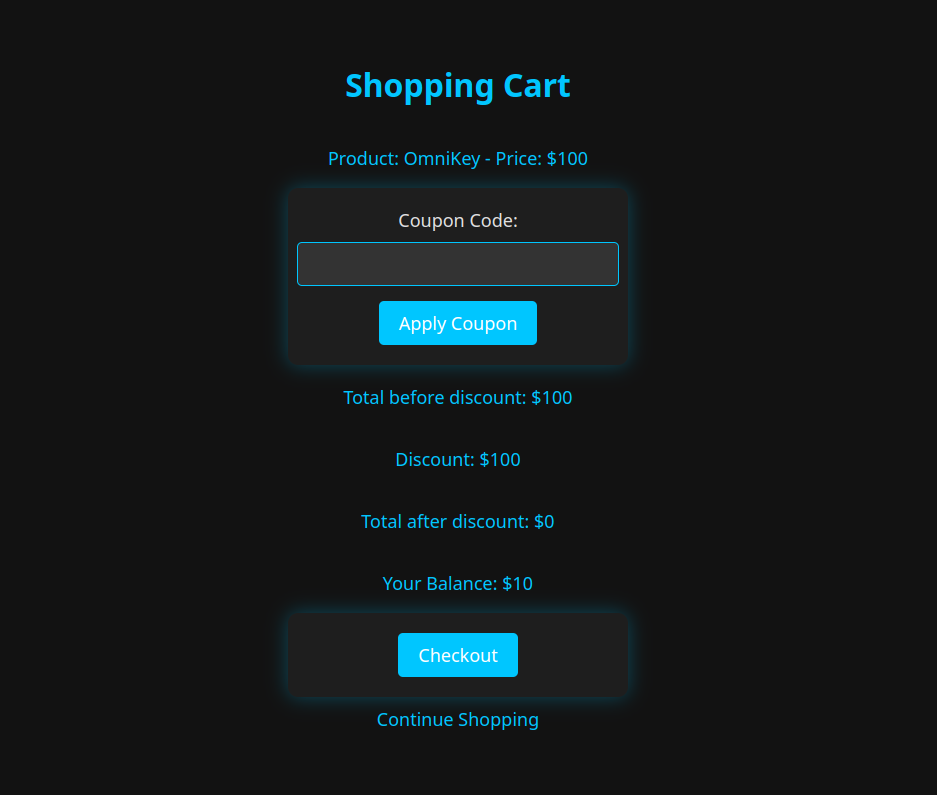 Shopping Cart
Product: OmniKey - Price: $100
Coupon Code:
Apply Coupon
Total before discount: $100
Discount: $100
Total after discount: $0
Your Balance: $10
Checkout
Continue Shopping